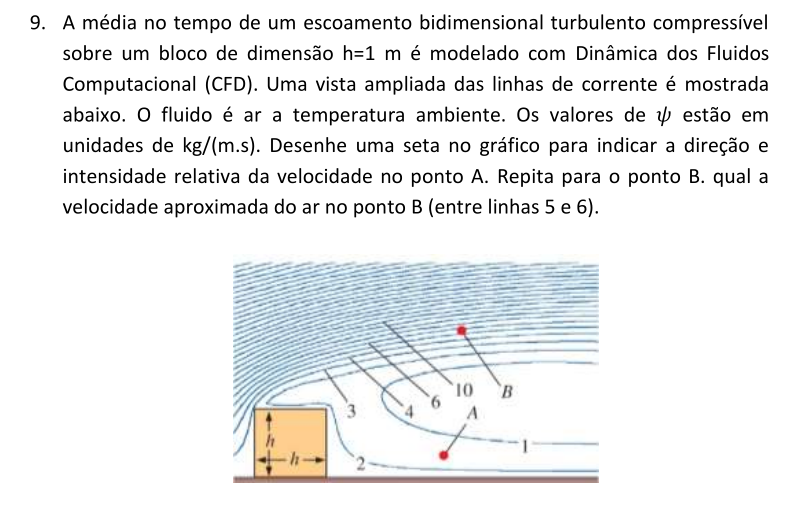 9. A média no tempo de um escoamento bidimensional turbulento compressível
sobre um bloco de dimensão h=1 m é modelado com Dinâmica dos Fluidos
Computacional (CFD). Uma vista ampliada das linhas de corrente é mostrada
abaixo. O fluido é ar a temperatura ambiente. Os valores de ψ estão em
unidades de kg/(m.s). Desenhe uma seta no gráfico para indicar a direção e
intensidade relativa da velocidade no ponto A. Repita para o ponto B. qual a
velocidade aproximada do ar no ponto B (entre linhas 5 e 6).
10 B
6
3 4 A
h
1
h 2